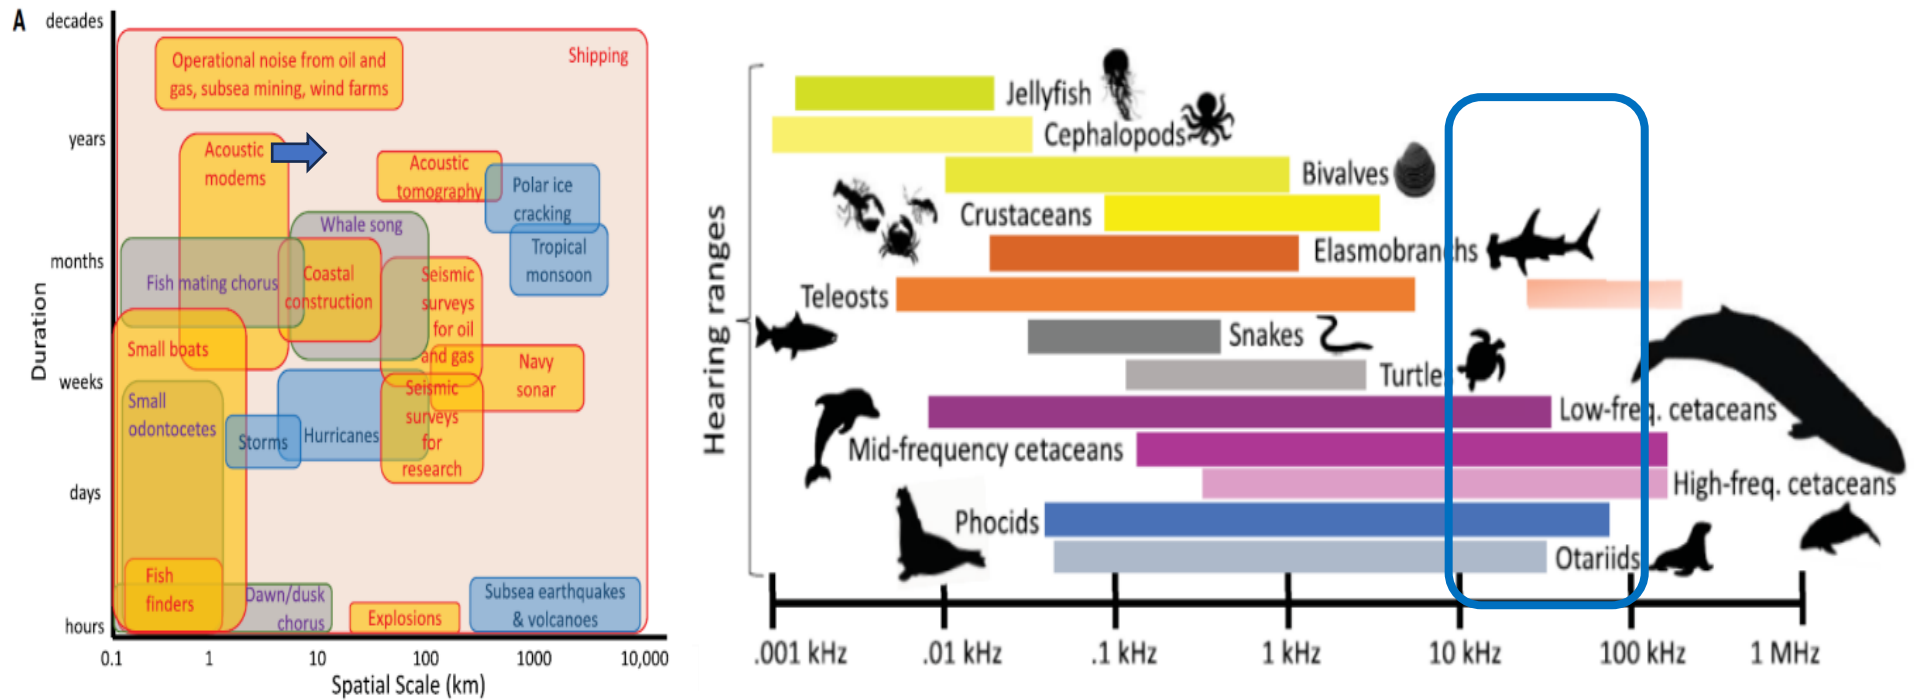 A
decades
years
months
weeks
days
hours
Duration
Operational noise from oil and
gas, subsea mining, wind farms
Shipping
Acoustic
modems
Acoustic
tomography
Polar ice
cracking
Whale song
Tropical
monsoon
Fish mating chorus
Coastal
construction
Seismic
surveys
for oil
and gas
Small boats
Navy
sonar
Small
odontocetes
Storms
Hurricanes
Seismic
surveys
for
research
Fish
finders
Dawn/dusk
chorus
Explosions
Subsea earthquakes
& volcanoes
0.1
1
10
100
1000
10,000
Spatial Scale (km)
Hearing ranges
Jellyfish
Cephalopods
Bivalves
Crustaceans
Elasmobranchs
Teleosts
Snakes
Turtles
Low-freq. cetaceans
Mid-frequency cetaceans
High-freq. cetaceans
Phocids
Otariids
.001 kHz
.01 kHz
.1 kHz
1 kHz
10 kHz
100 kHz
1 MHz